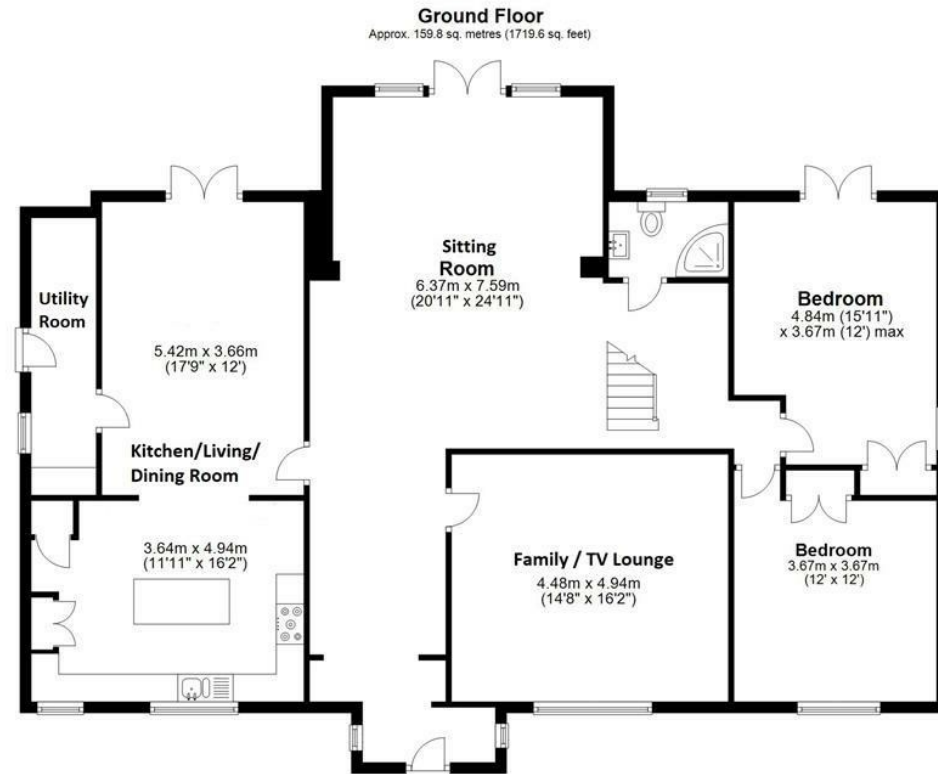 Ground Floor
Approx. 159.8 sq. metres (1719.6 sq. feet)
Sitting
Room
6.37m x 7.59m
(20'11" x 24'11")
Utility
Room
5.42m x 3.66m
(17'9" x 12')
Kitchen/Living/
Dining Room
3.64m x 4.94m
(11'11" x 16'2")
Bedroom
4.84m (15'11")
x 3.67m (12') max
Family / TV Lounge
4.48m x 4.94m
(14'8" x 16'2")
Bedroom
3.67m x 3.67m
(12' x 12')